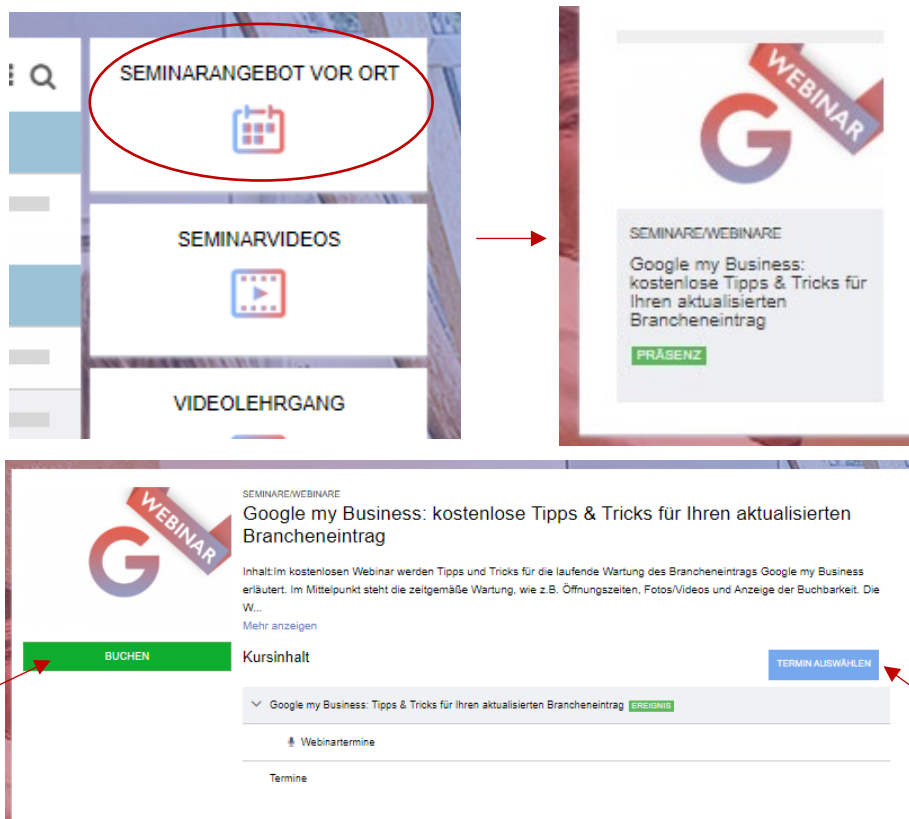 SEMINARANGEBOT VOR ORT
SEMINARVIDEOS
VIDEOLEHRGANG
WEBINAR
G
SEMINARE/WEBINARE
Google my Business:
kostenlose Tipps & Tricks für
Ihren aktualisierten
Brancheneintrag
PRÄSENZ
WEBINAR
G
BUCHEN
SEMINARE/WEBINARE
Google my Business: kostenlose Tipps & Tricks für Ihren aktualisierten
Brancheneintrag
Inhalt:Im kostenlosen Webinar werden Tipps und Tricks für die laufende Wartung des Brancheneintrags Google my Business
erläutert. Im Mittelpunkt steht die zeitgemäße Wartung, wie z.B. Öffnungszeiten, Fotos/Videos und Anzeige der Buchbarkeit. Die
W...
Mehr anzeigen
Kursinhalt
TERMIN AUSWÄHLEN
Google my Business: Tipps & Tricks für Ihren aktualisierten Brancheneintrag EREIGNIS
Webinartermine
Termine